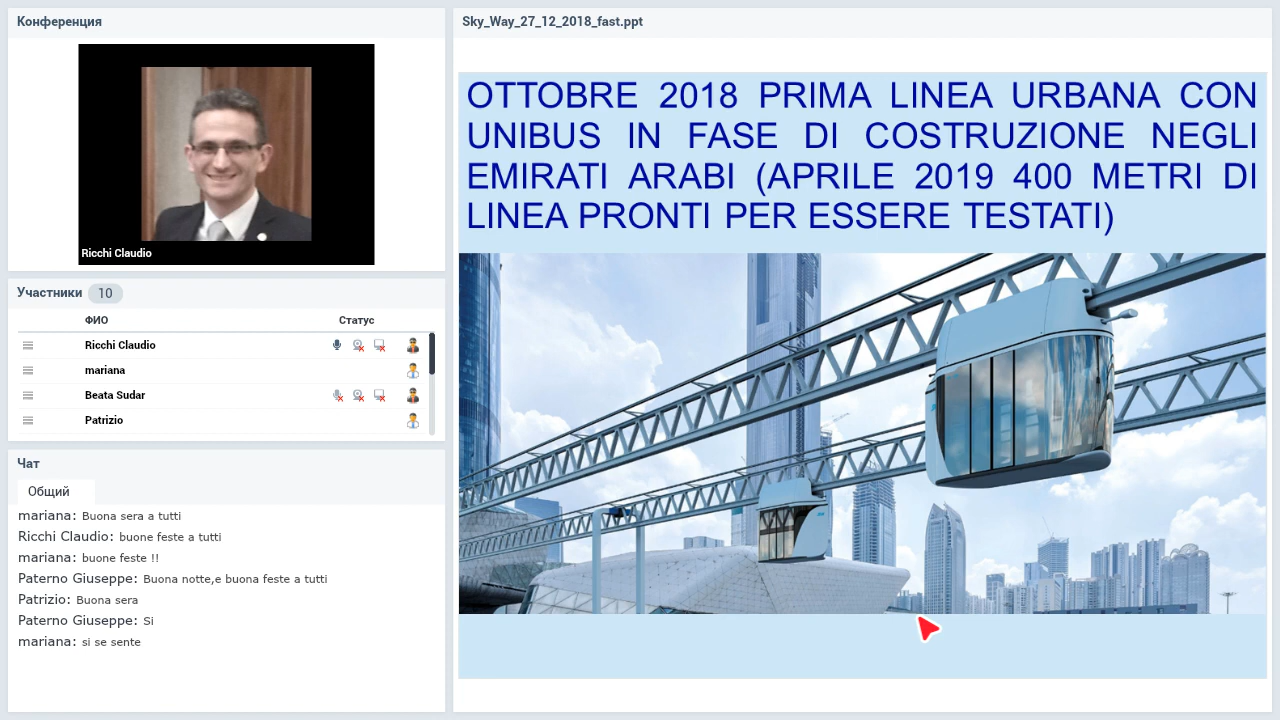 Конференция
Ricchi Claudio
Участники 10
ФИО Статус
Ricchi Claudio
mariana
Beata Sudar
Patrizio
Чат
Общий
mariana: Buona sera a tutti
Ricchi Claudio: buone feste a tutti
mariana: buone feste !!
Paterno Giuseppe: Buona notte,e buona feste a tutti
Patrizio: Buona sera
Paterno Giuseppe: Si
mariana: si se sente
Sky_Way_27_12_2018_fast.ppt
OTTOBRE 2018 PRIMA LINEA URBANA CON
UNIBUS IN FASE DI COSTRUZIONE NEGLI
EMIRATI ARABI (APRILE 2019 400 METRI DI
LINEA PRONTI PER ESSERE TESTATI)